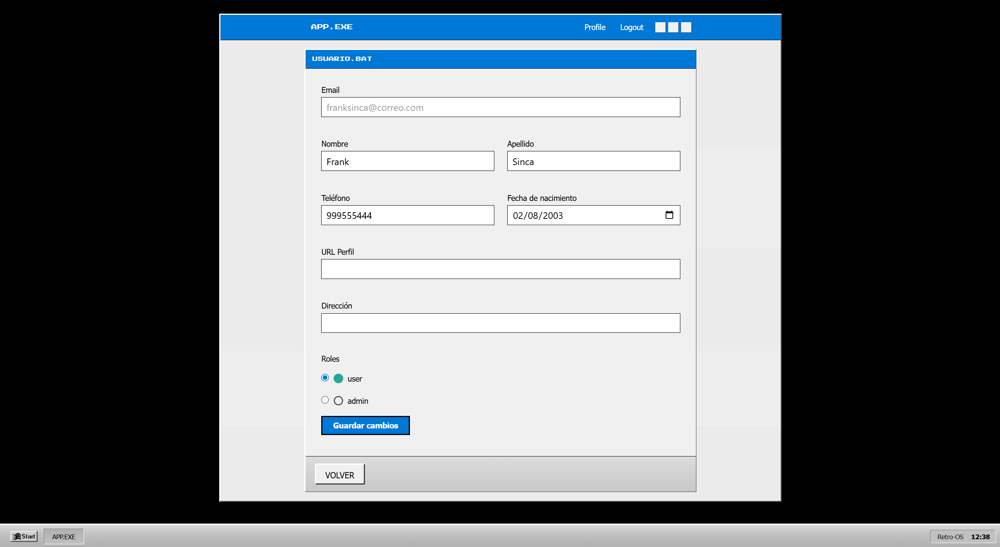 APP.EXE
Profile
Logout
USUARIO.BAT
Email
franksinca@correo.com
Nombre
Apellido
Frank
Sinca
Teléfono
Fecha de nacimiento
999555444
02/08/2003
URL Perfil
Dirección
Roles
user
admin
Guardar cambios
VOLVER
Start
APP.EXE
Retro-OS
12:38